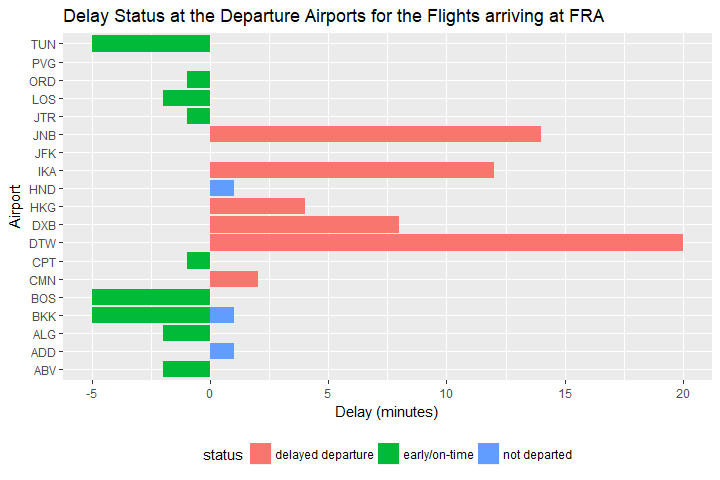 Delay Status at the Departure Airports for the Flights arriving at FRA
Airport
TUN
PVG
ORD
LOS
JTR
JNB
JFK
IKA
HND
HKG
DXB
DTW
CPT
CMN
BOS
BKK
ALG
ADD
ABV
-5 0 5 10 15 20
Delay (minutes)
status delayed departure early/on-time not departed